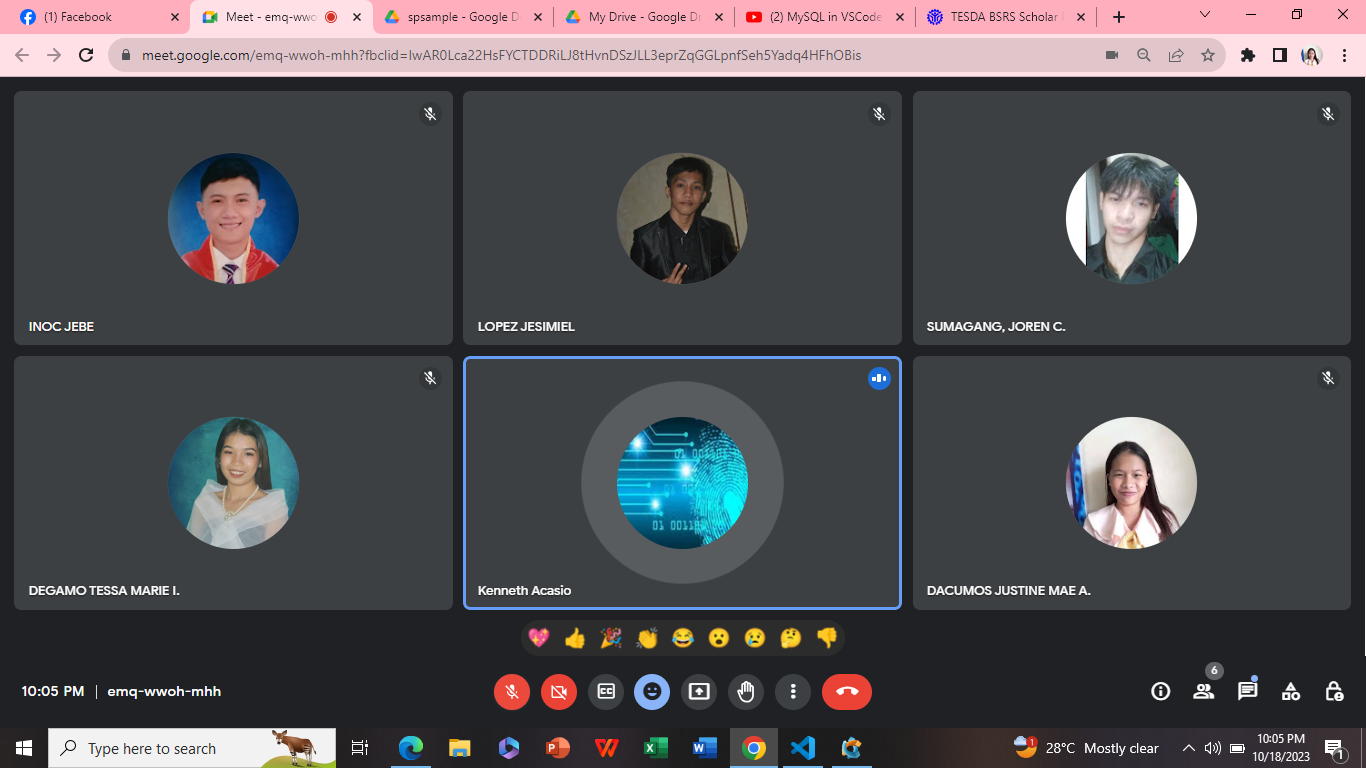 (1) Facebook
Meet - emq-wwo
spsample - Google D
My Drive - Google Dr
(2) MySQL in VSCode
TESDA BSRS Scholar
meet.google.com/emq-wwoh-mhh?fbclid=IwAR0Lca22HsFYCTDDRiLJ8tHvnDSzJLL3eprZqGGLpnfSeh5Yadq4HFhOBis
INOC JEBE
LOPEZ JESIMIEL
SUMAGANG, JOREN C.
DEGAMO TESSA MARIE I.
Kenneth Acasio
DACUMOS JUSTINE MAE A.
10:05 PM | emq-wwoh-mhh
6
Type here to search
28°C Mostly clear
10:05 PM
10/18/2023
1